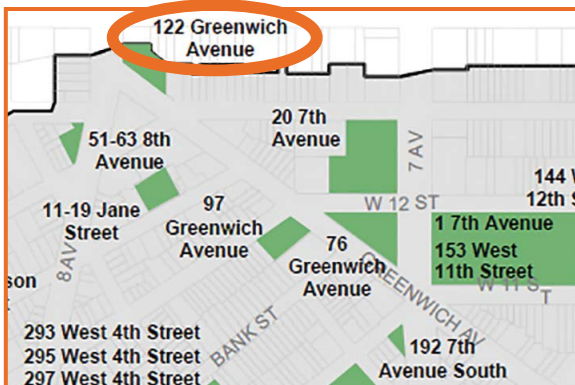 122 Greenwich
Avenue
20 7th
Avenue
7 AV
51-63 8th
Avenue
144 W
12th S
W 12 ST
11-19 Jane
Street
97
Greenwich
Avenue
1 7th Avenue
153 West
11th Street
W 11 ST
76
Greenwich
Avenue
8 AV
son
GREENWICH AV
BANK ST
293 West 4th Street
295 West 4th Street
297 West 4th Street
192 7th
Avenue South